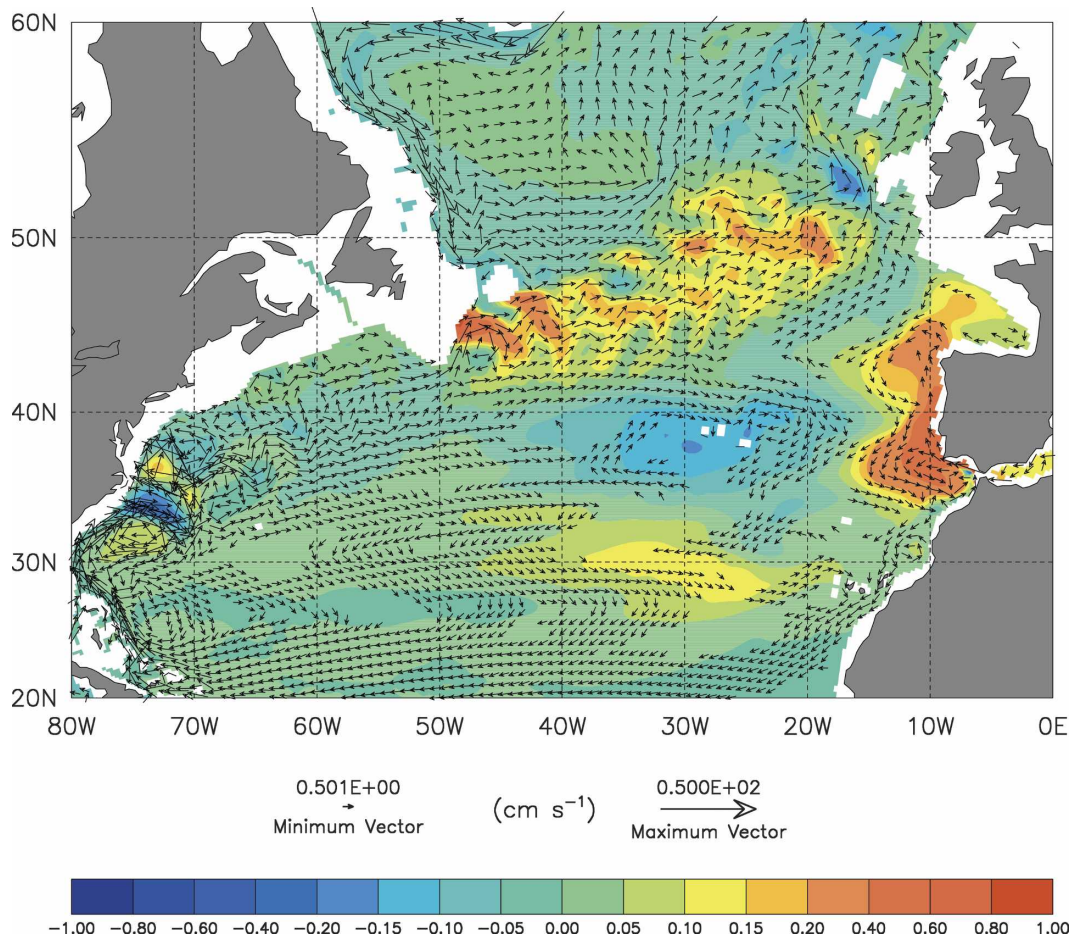 60N
50N
40N
30N
20N
80W 70W 60W 50W 40W 30W 20W 10W 0E
0.501E+00 0.500E+02
(cm s⁻¹)
Minimum Vector Maximum Vector
-1.00 -0.80 -0.60 -0.40 -0.20 -0.15 -0.10 -0.05 0.00 0.05 0.10 0.15 0.20 0.40 0.60 0.80 1.00